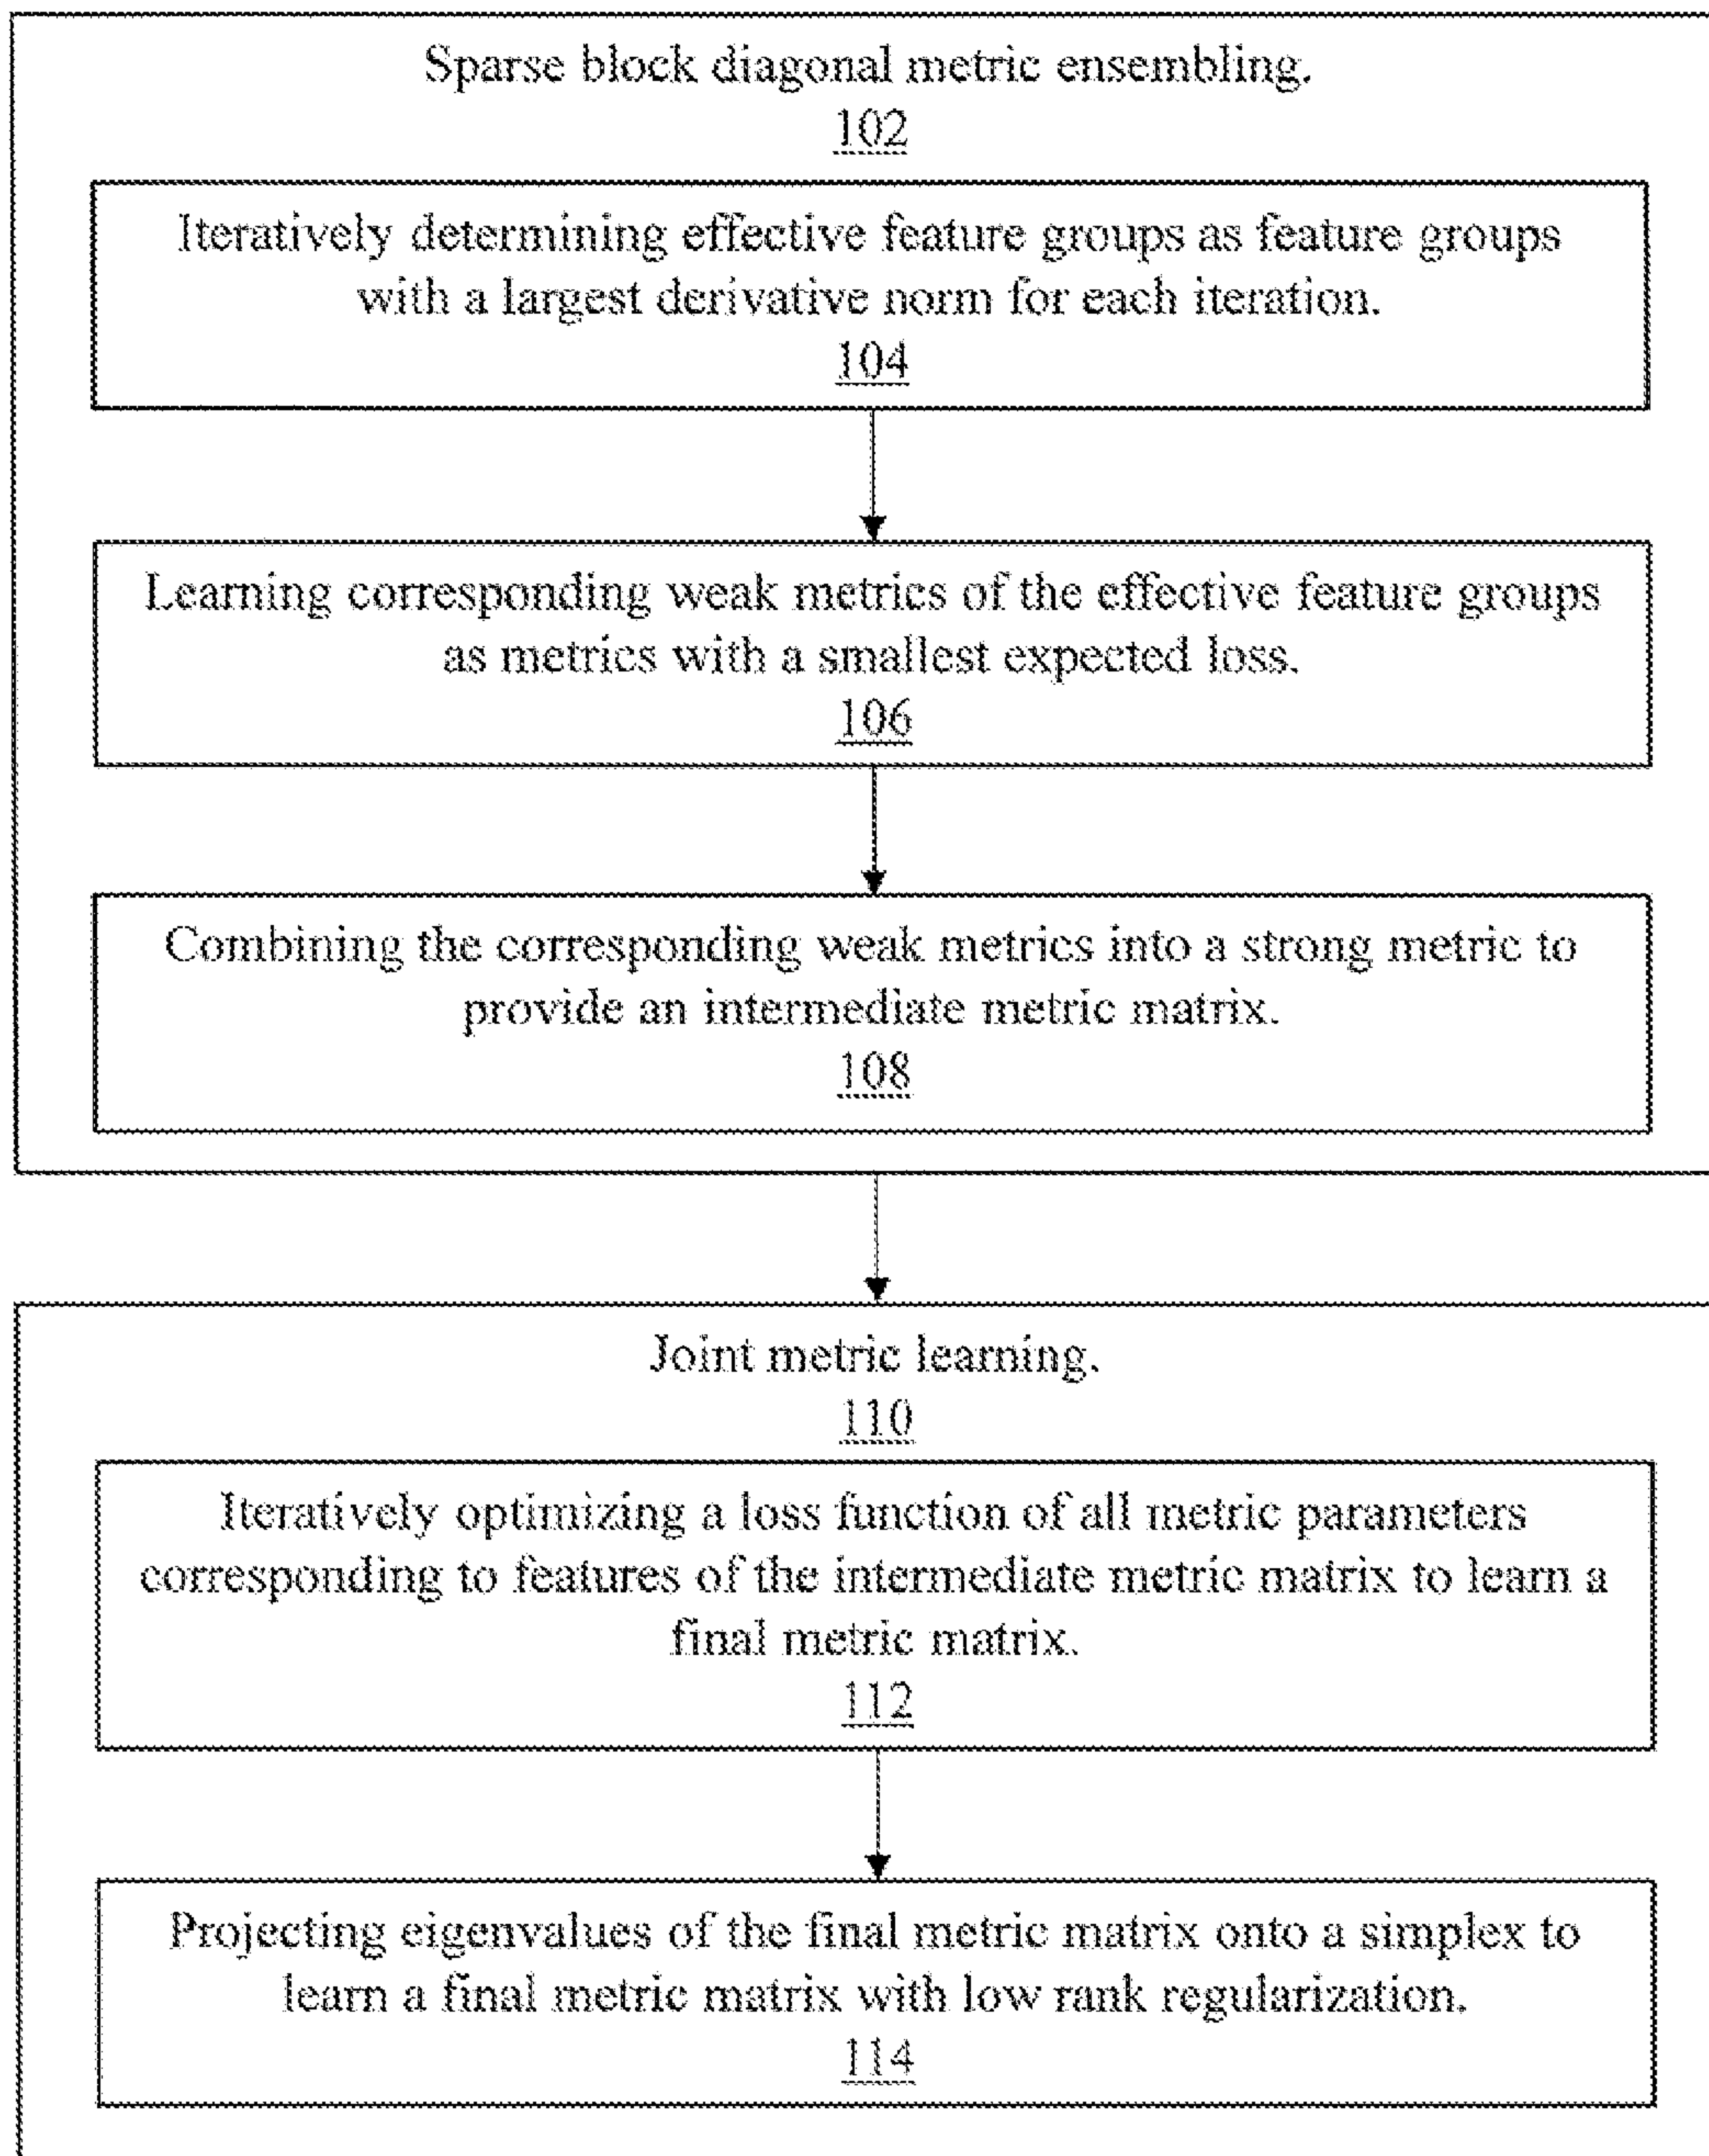 Sparse block diagonal metric ensembling.
102
Iteratively determining effective feature groups as feature groups
with a largest derivative norm for each iteration.
104
Learning corresponding weak metrics of the effective feature groups
as metrics with a smallest expected loss.
106
Combining the corresponding weak metrics into a strong metric to
provide an intermediate metric matrix.
108
Joint metric learning.
110
Iteratively optimizing a loss function of all metric parameters
corresponding to features of the intermediate metric matrix to learn a
final metric matrix.
112
Projecting eigenvalues of the final metric matrix onto a simplex to
learn a final metric matrix with low rank regularization.
114